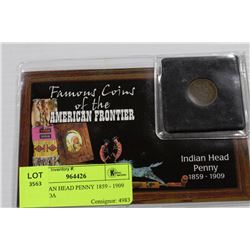 Famous Coins
of the
AMERICAN FRONTIER
LOT
3563
Inventory #
964426
AN HEAD PENNY 1859 - 1909
Consignor: 4983
Indian Head
Penny
1859 - 1909